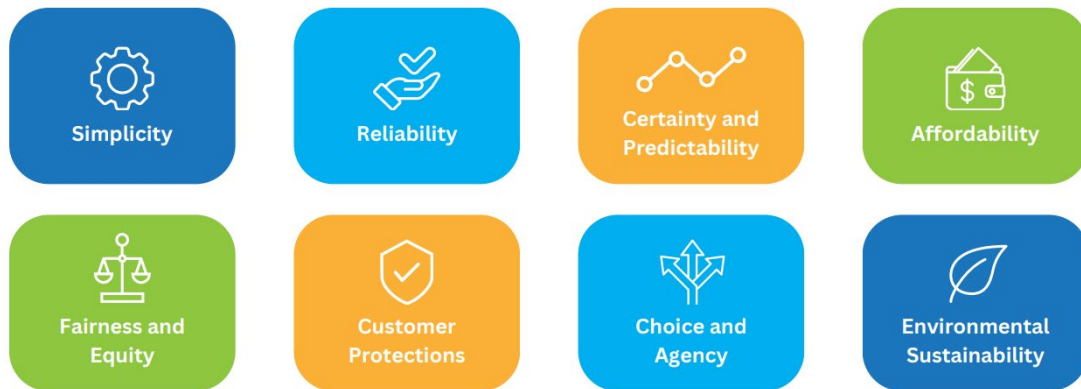 Simplicity
Reliability
Certainty and
Predictability
Affordability
Fairness and
Equity
Customer
Protections
Choice and
Agency
Environmental
Sustainability